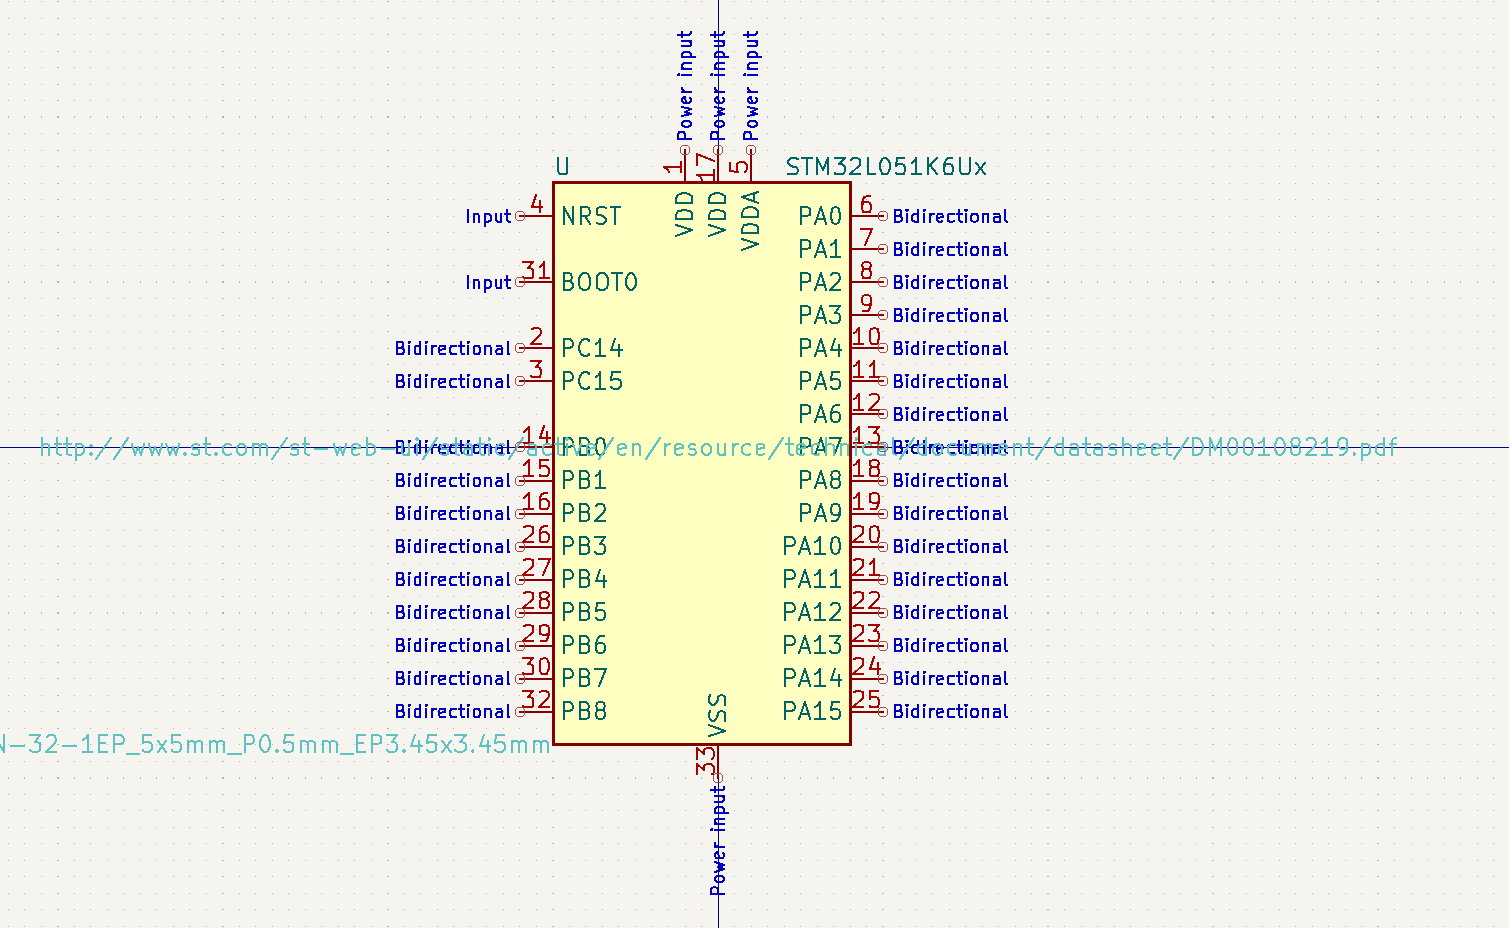 Power input Power input Power input
1 17 5
U STM32L051K6Ux
VDD VDD VDDA
Input 4 NRST PA0 6 Bidirectional
PA1 7 Bidirectional
Input 31 BOOT0 PA2 8 Bidirectional
PA3 9 Bidirectional
Bidirectional 2 PC14 PA4 10 Bidirectional
Bidirectional 3 PC15 PA5 11 Bidirectional
PA6 12 Bidirectional
Bidirectional 14 PB0 PA7 13 Bidirectional
http://www.st.com/st-web-ui/static/active/en/resource/technical/document/datasheet/DM00108219.pdf
Bidirectional 15 PB1 PA8 18 Bidirectional
Bidirectional 16 PB2 PA9 19 Bidirectional
Bidirectional 26 PB3 PA10 20 Bidirectional
Bidirectional 27 PB4 PA11 21 Bidirectional
Bidirectional 28 PB5 PA12 22 Bidirectional
Bidirectional 29 PB6 PA13 23 Bidirectional
Bidirectional 30 PB7 PA14 24 Bidirectional
Bidirectional 32 PB8 PA15 25 Bidirectional
VSS
N-32-1EP_5x5mm_P0.5mm_EP3.45x3.45mm
33
Power input